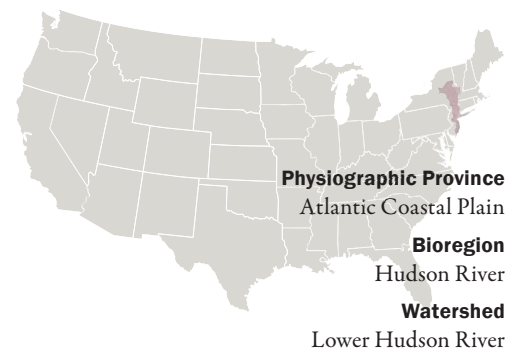 Physiographic Province
Atlantic Coastal Plain
Bioregion
Hudson River
Watershed
Lower Hudson River